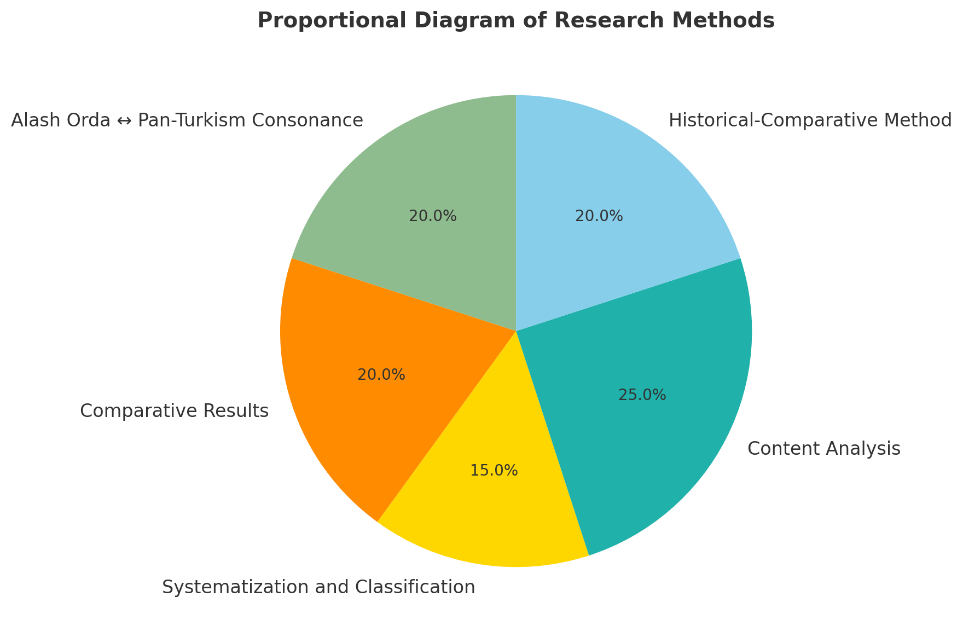 Proportional Diagram of Research Methods
Alash Orda ↔ Pan-Turkism Consonance
Historical-Comparative Method
20.0%
20.0%
20.0%
25.0%
Comparative Results
Content Analysis
15.0%
Systematization and Classification